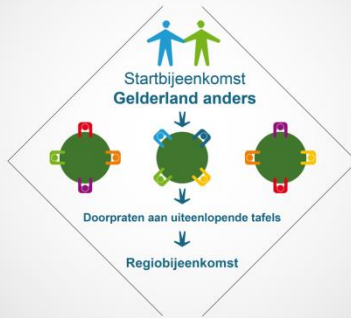 Startbijeenkomst
Gelderland anders
Doorpraten aan uiteenlopende tafels
Regiobijeenkomst